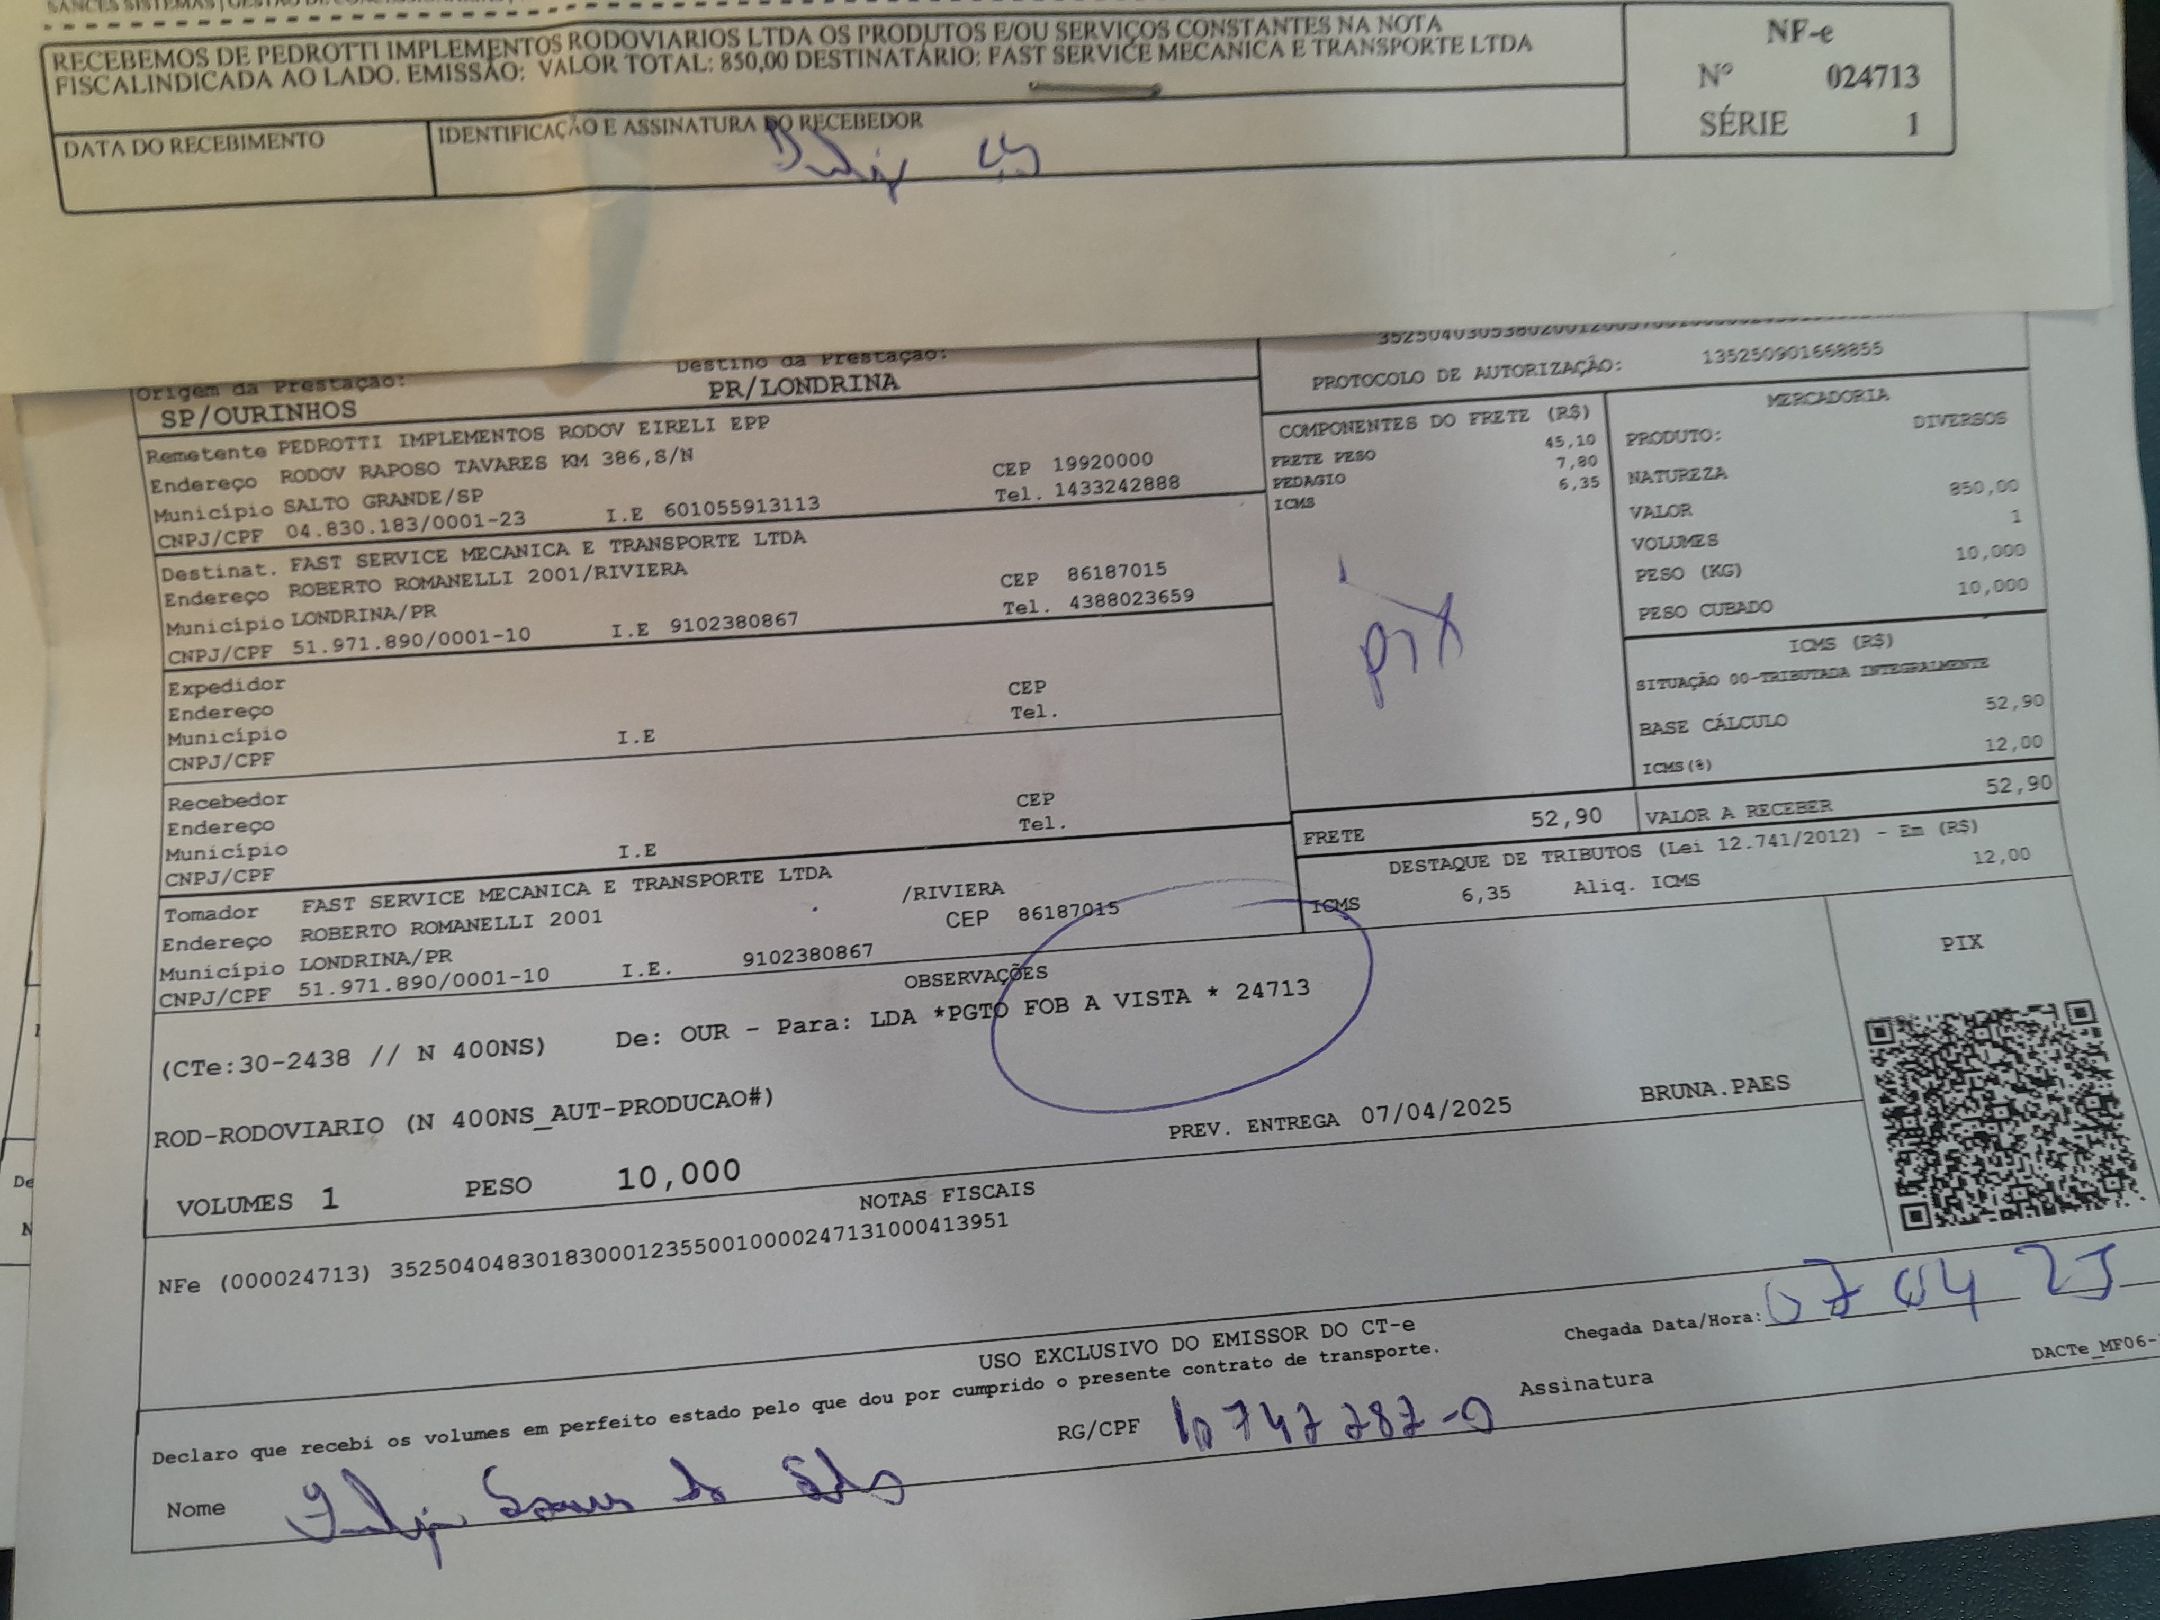 RECEBEMOS DE PEDROTTI IMPLEMENTOS RODOVIARIOS LTDA OS PRODUTOS E/OU SERVIÇOS CONSTANTES NA NOTA
FISCALINDICADA AO LADO. EMISSÃO: VALOR TOTAL: 850,00 DESTINATÁRIO: FAST SERVICE MECANICA E TRANSPORTE LTDA
NF-e
Nº 024713
SÉRIE 1
DATA DO RECEBIMENTO
IDENTIFICAÇÃO E ASSINATURA DO RECEBEDOR
Origem da Prestação: Destino da Prestação:
SP/OURINHOS PR/LONDRINA
PROTOCOLO DE AUTORIZAÇÃO: 135250901668855
Remetente PEDROTTI IMPLEMENTOS RODOV EIRELI EPP
Endereço RODOV RAPOSO TAVARES KM 386,S/N CEP 19920000
Município SALTO GRANDE/SP Tel. 1433242888
CNPJ/CPF 04.830.183/0001-23 I.E 601055913113
Destinat. FAST SERVICE MECANICA E TRANSPORTE LTDA
Endereço ROBERTO ROMANELLI 2001/RIVIERA CEP 86187015
Município LONDRINA/PR Tel. 4388023659
CNPJ/CPF 51.971.890/0001-10 I.E 9102380867
Expedidor CEP
Endereço Tel.
Município I.E
CNPJ/CPF
Recebedor CEP
Endereço Tel.
Município I.E
CNPJ/CPF
Tomador FAST SERVICE MECANICA E TRANSPORTE LTDA
Endereço ROBERTO ROMANELLI 2001 /RIVIERA
Município LONDRINA/PR CEP 86187015
CNPJ/CPF 51.971.890/0001-10 I.E. 9102380867
COMPONENTES DO FRETE (R$)
FRETE PESO 45,10
PEDAGIO 7,80
ICMS 6,35
PIX
MERCADORIA
PRODUTO: DIVERSOS
NATUREZA
VALOR 850,00
VOLUMES 1
PESO (KG) 10,000
PESO CUBADO 10,000
ICMS (R$)
SITUAÇÃO 00-TRIBUTADA INTEGRALMENTE
BASE CÁLCULO 52,90
ICMS(%) 12,00
FRETE 52,90 VALOR A RECEBER 52,90
DESTAQUE DE TRIBUTOS (Lei 12.741/2012) - Em (R$)
ICMS 6,35 Aliq. ICMS 12,00
OBSERVAÇÕES
(CTe:30-2438 // N 400NS) De: OUR - Para: LDA *PGTO FOB A VISTA * 24713
ROD-RODOVIARIO (N 400NS_AUT-PRODUCAO#)
PREV. ENTREGA 07/04/2025 BRUNA.PAES
VOLUMES 1 PESO 10,000
PIX
NOTAS FISCAIS
NFe (000024713) 35250404830183000123550010000247131000413951
USO EXCLUSIVO DO EMISSOR DO CT-e
Chegada Data/Hora: 07 04 25
Declaro que recebi os volumes em perfeito estado pelo que dou por cumprido o presente contrato de transporte.
DACTe_MF06-
Nome
RG/CPF 10747287-0 Assinatura